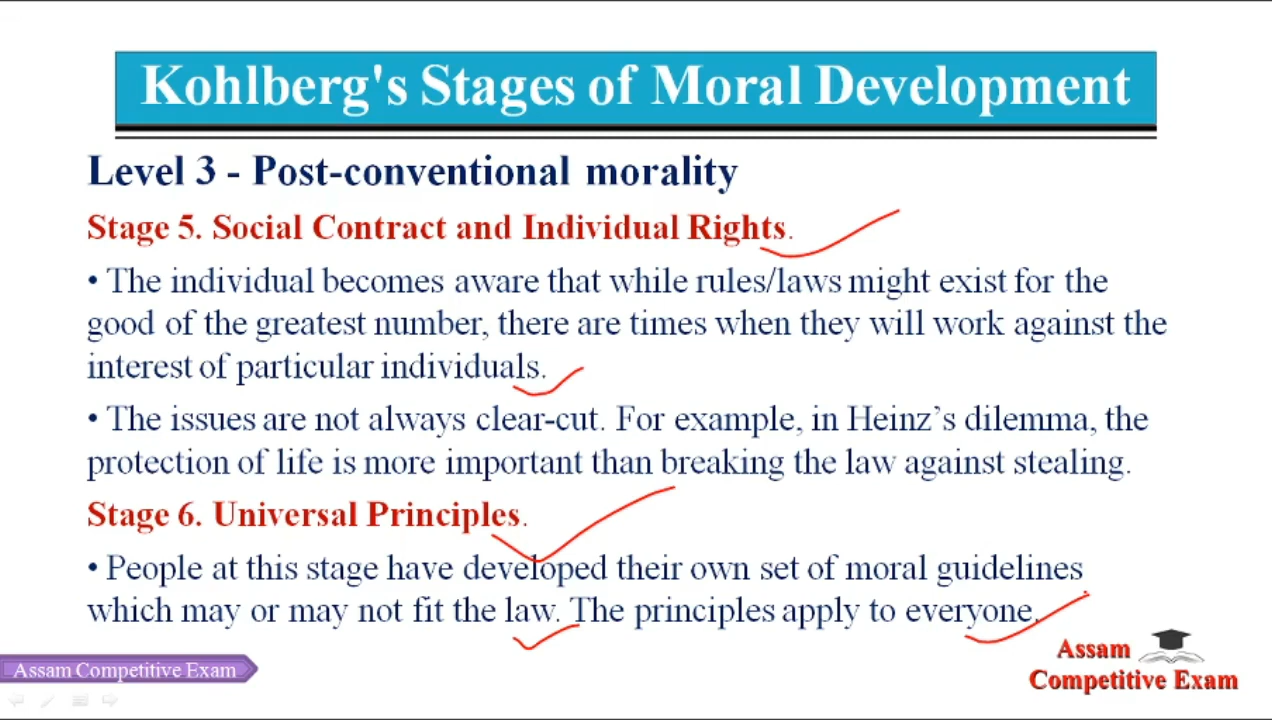 Kohlberg's Stages of Moral Development
Level 3 - Post-conventional morality
Stage 5. Social Contract and Individual Rights.
• The individual becomes aware that while rules/laws might exist for the
good of the greatest number, there are times when they will work against the
interest of particular individuals.
• The issues are not always clear-cut. For example, in Heinz’s dilemma, the
protection of life is more important than breaking the law against stealing.
Stage 6. Universal Principles.
• People at this stage have developed their own set of moral guidelines
which may or may not fit the law. The principles apply to everyone.
Assam Competitive Exam
Assam
Competitive Exam